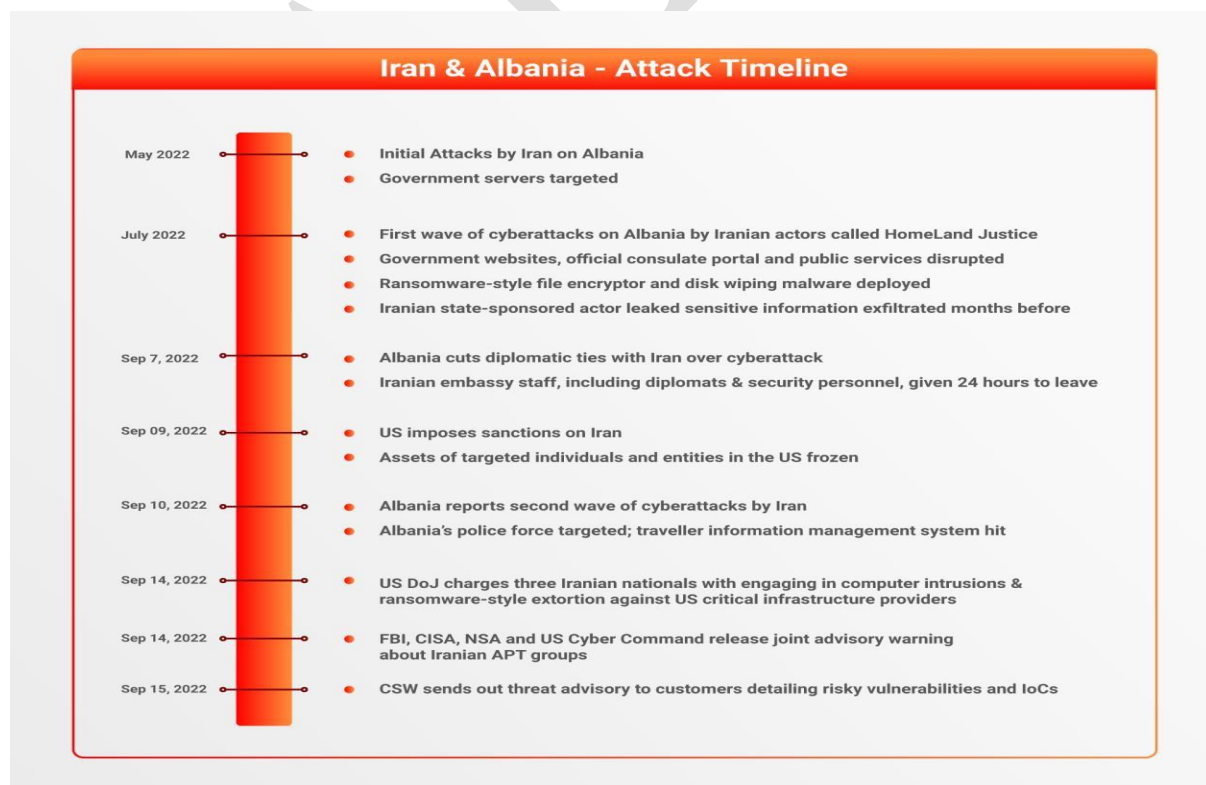 Iran & Albania - Attack Timeline
May 2022
Initial Attacks by Iran on Albania
Government servers targeted
July 2022
First wave of cyberattacks on Albania by Iranian actors called HomeLand Justice
Government websites, official consulate portal and public services disrupted
Ransomware-style file encryptor and disk wiping malware deployed
Iranian state-sponsored actor leaked sensitive information exfiltrated months before
Sep 7, 2022
Albania cuts diplomatic ties with Iran over cyberattack
Iranian embassy staff, including diplomats & security personnel, given 24 hours to leave
Sep 09, 2022
US imposes sanctions on Iran
Assets of targeted individuals and entities in the US frozen
Sep 10, 2022
Albania reports second wave of cyberattacks by Iran
Albania's police force targeted; traveller information management system hit
Sep 14, 2022
US DoJ charges three Iranian nationals with engaging in computer intrusions &
ransomware-style extortion against US critical infrastructure providers
Sep 14, 2022
FBI, CISA, NSA and US Cyber Command release joint advisory warning
about Iranian APT groups
Sep 15, 2022
CSW sends out threat advisory to customers detailing risky vulnerabilities and IoCs